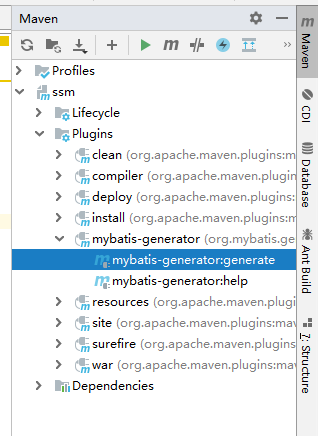 Maven
Profiles
ssm
Lifecycle
Plugins
clean (org.apache.maven.plugins:m
compiler (org.apache.maven.plugins
deploy (org.apache.maven.plugins:m
install (org.apache.maven.plugins:m
mybatis-generator (org.mybatis.ge
mybatis-generator:generate
mybatis-generator:help
resources (org.apache.maven.plugin
site (org.apache.maven.plugins:mav
surefire (org.apache.maven.plugins:
war (org.apache.maven.plugins:mav
Dependencies
Maven
CDI
Database
Ant Build
Z: Structure